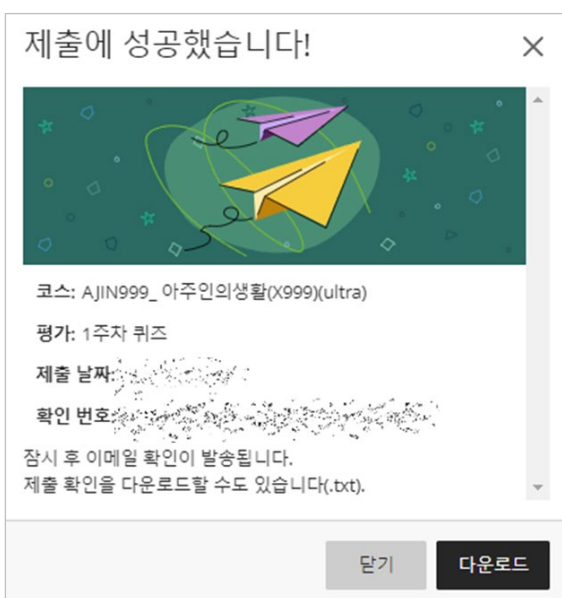 제출에 성공했습니다!
코스: AJIN999_ 아주인의생활(X999)(ultra)
평가: 1주차 퀴즈
제출 날짜:
확인 번호:
잠시 후 이메일 확인이 발송됩니다.
제출 확인을 다운로드할 수도 있습니다(.txt).
닫기
다운로드